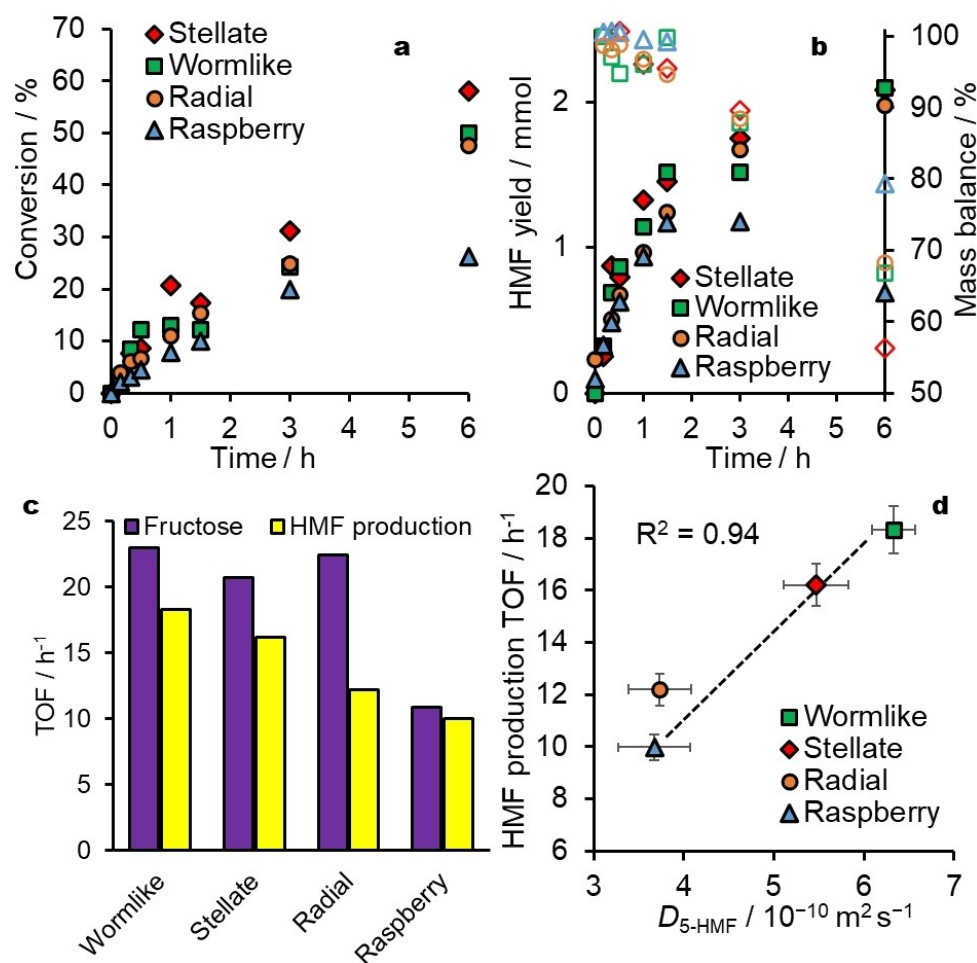 a
Conversion / %
70
60
50
40
30
20
10
0
Stellate
Wormlike
Radial
Raspberry
0 1 2 3 4 5 6
Time / h
b
HMF yield / mmol
2
1
0
Mass balance / %
100
90
80
70
60
50
Stellate
Wormlike
Radial
Raspberry
0 1 2 3 4 5 6
Time / h
c
Fructose HMF production
TOF / h⁻¹
25
20
15
10
5
0
Wormlike
Stellate
Radial
Raspberry
d
R² = 0.94
HMF production TOF / h⁻¹
20
18
16
14
12
10
8
6
Wormlike
Stellate
Radial
Raspberry
3 4 5 6 7
D₅₋HMF / 10⁻¹⁰ m² s⁻¹